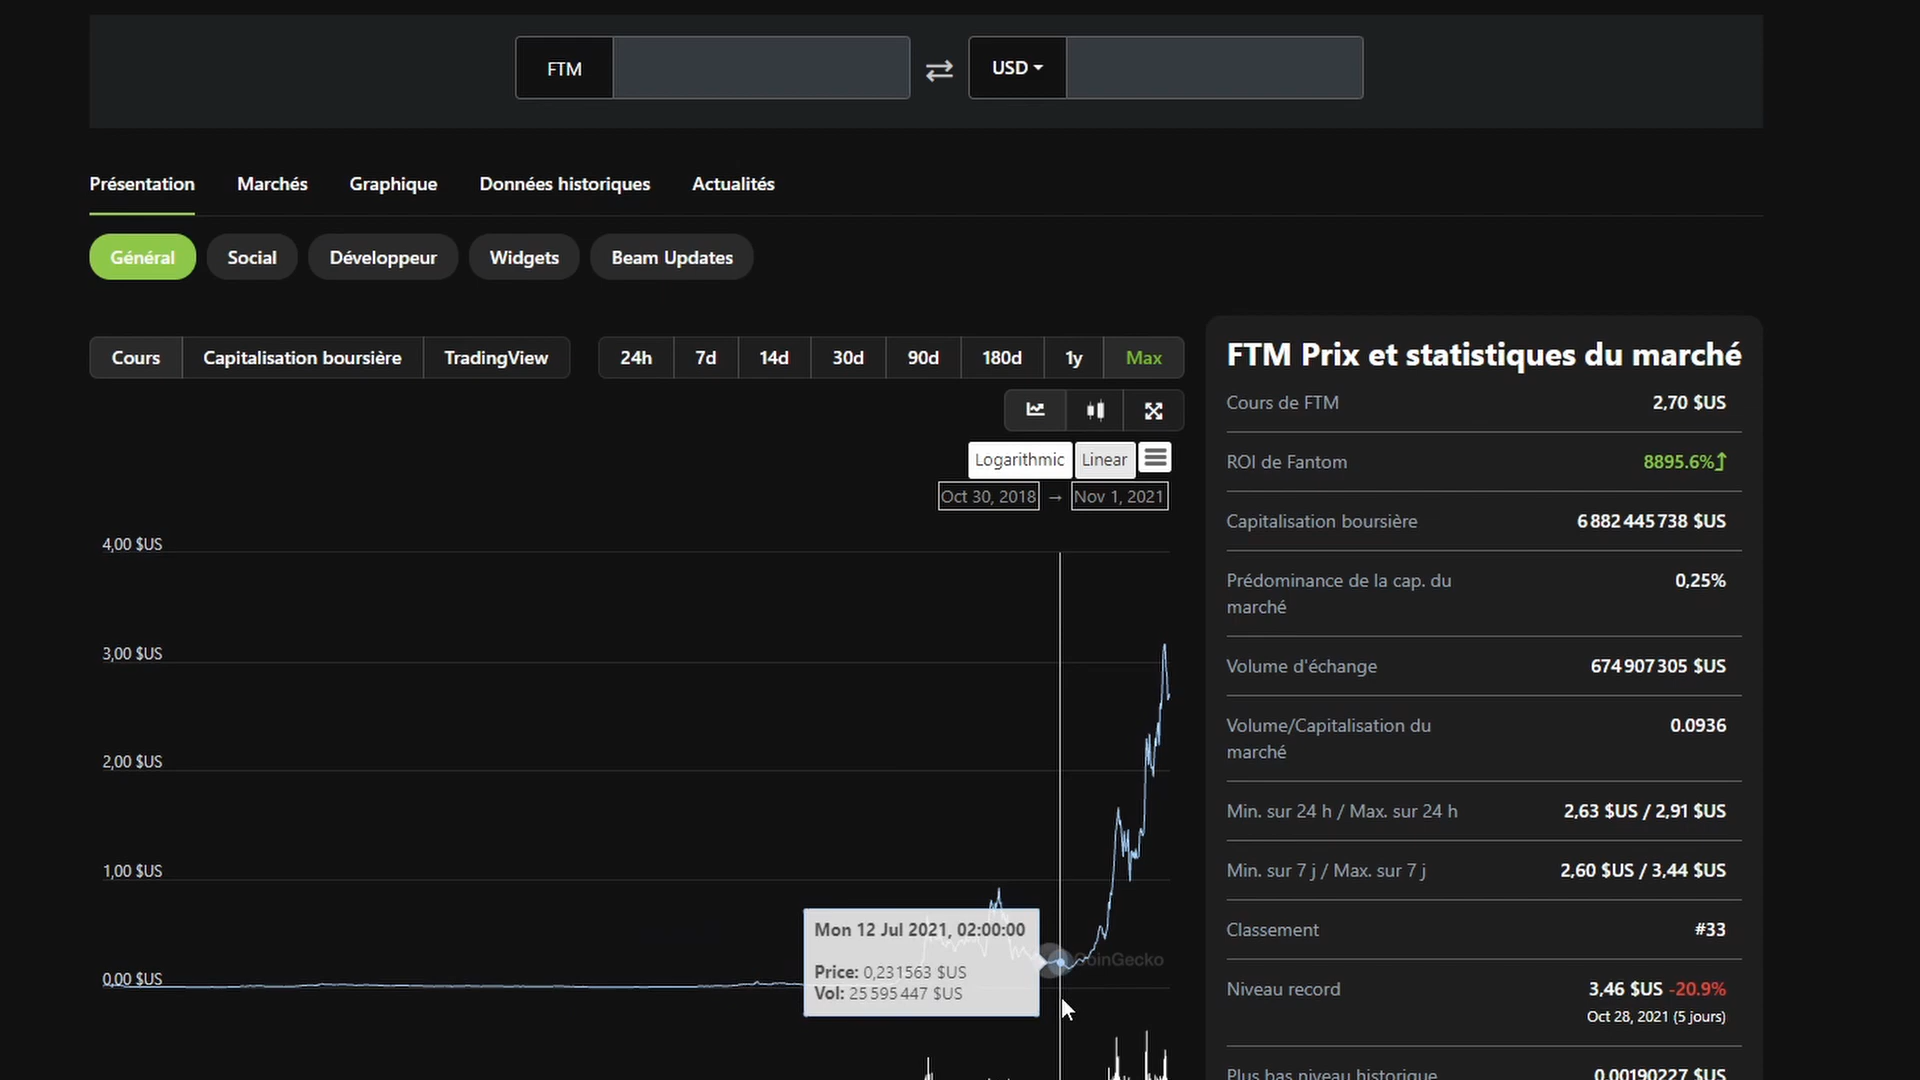 FTM
USD
Présentation
Marchés
Graphique
Données historiques
Actualités
Général
Social
Développeur
Widgets
Beam Updates
Cours
Capitalisation boursière
TradingView
24h
7d
14d
30d
90d
180d
1y
Max
Logarithmic
Linear
Oct 30, 2018 → Nov 1, 2021
4,00 $US
3,00 $US
2,00 $US
1,00 $US
0,00 $US
Mon 12 Jul 2021, 02:00:00
Price: 0,231563 $US
Vol: 25 595 447 $US
CoinGecko
FTM Prix et statistiques du marché
Cours de FTM
2,70 $US
ROI de Fantom
8895.6%
Capitalisation boursière
6 882 445 738 $US
Prédominance de la cap. du
marché
0,25%
Volume d'échange
674 907 305 $US
Volume/Capitalisation du
marché
0.0936
Min. sur 24 h / Max. sur 24 h
2,63 $US / 2,91 $US
Min. sur 7 j / Max. sur 7 j
2,60 $US / 3,44 $US
Classement
#33
Niveau record
3,46 $US -20.9%
Oct 28, 2021 (5 jours)
Plus bas niveau historique
0,00190227 $US